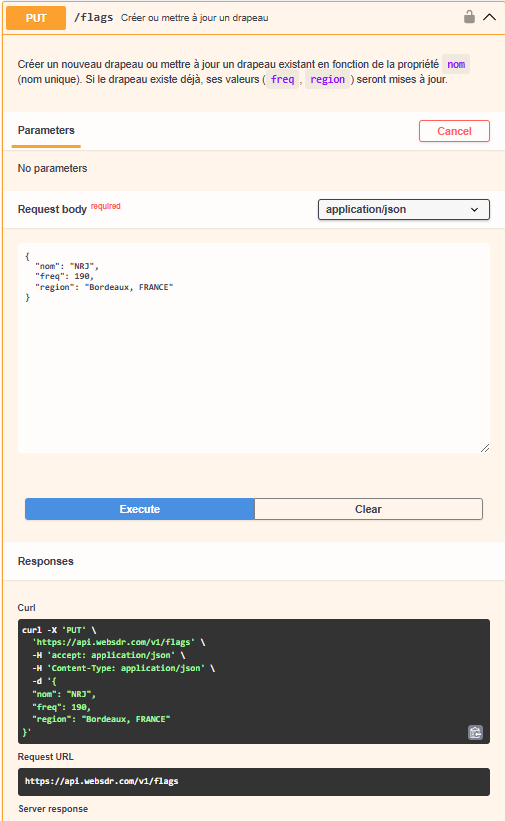 PUT /flags Créer ou mettre à jour un drapeau
Créer un nouveau drapeau ou mettre à jour un drapeau existant en fonction de la propriété nom
(nom unique). Si le drapeau existe déjà, ses valeurs ( freq , region ) seront mises à jour.
Parameters Cancel
No parameters
Request body required application/json
{
"nom": "NRJ",
"freq": 190,
"region": "Bordeaux, FRANCE"
}
Execute Clear
Responses
Curl
curl -X 'PUT' \
'https://api.websdr.com/v1/flags' \
-H 'accept: application/json' \
-H 'Content-Type: application/json' \
-d '{
"nom": "NRJ",
"freq": 190,
"region": "Bordeaux, FRANCE"
}'
Request URL
https://api.websdr.com/v1/flags
Server response